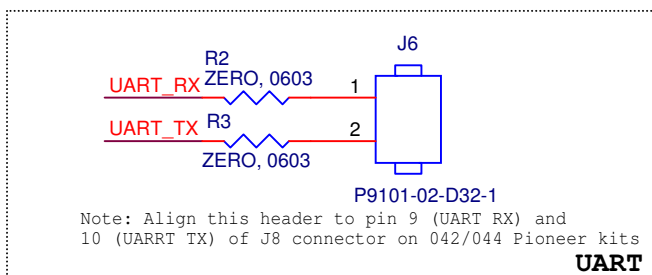 J6
R2
ZERO, 0603
UART_RX
1
UART_TX
R3
2
ZERO, 0603
P9101-02-D32-1
Note: Align this header to pin 9 (UART RX) and
10 (UARRT TX) of J8 connector on 042/044 Pioneer kits
UART